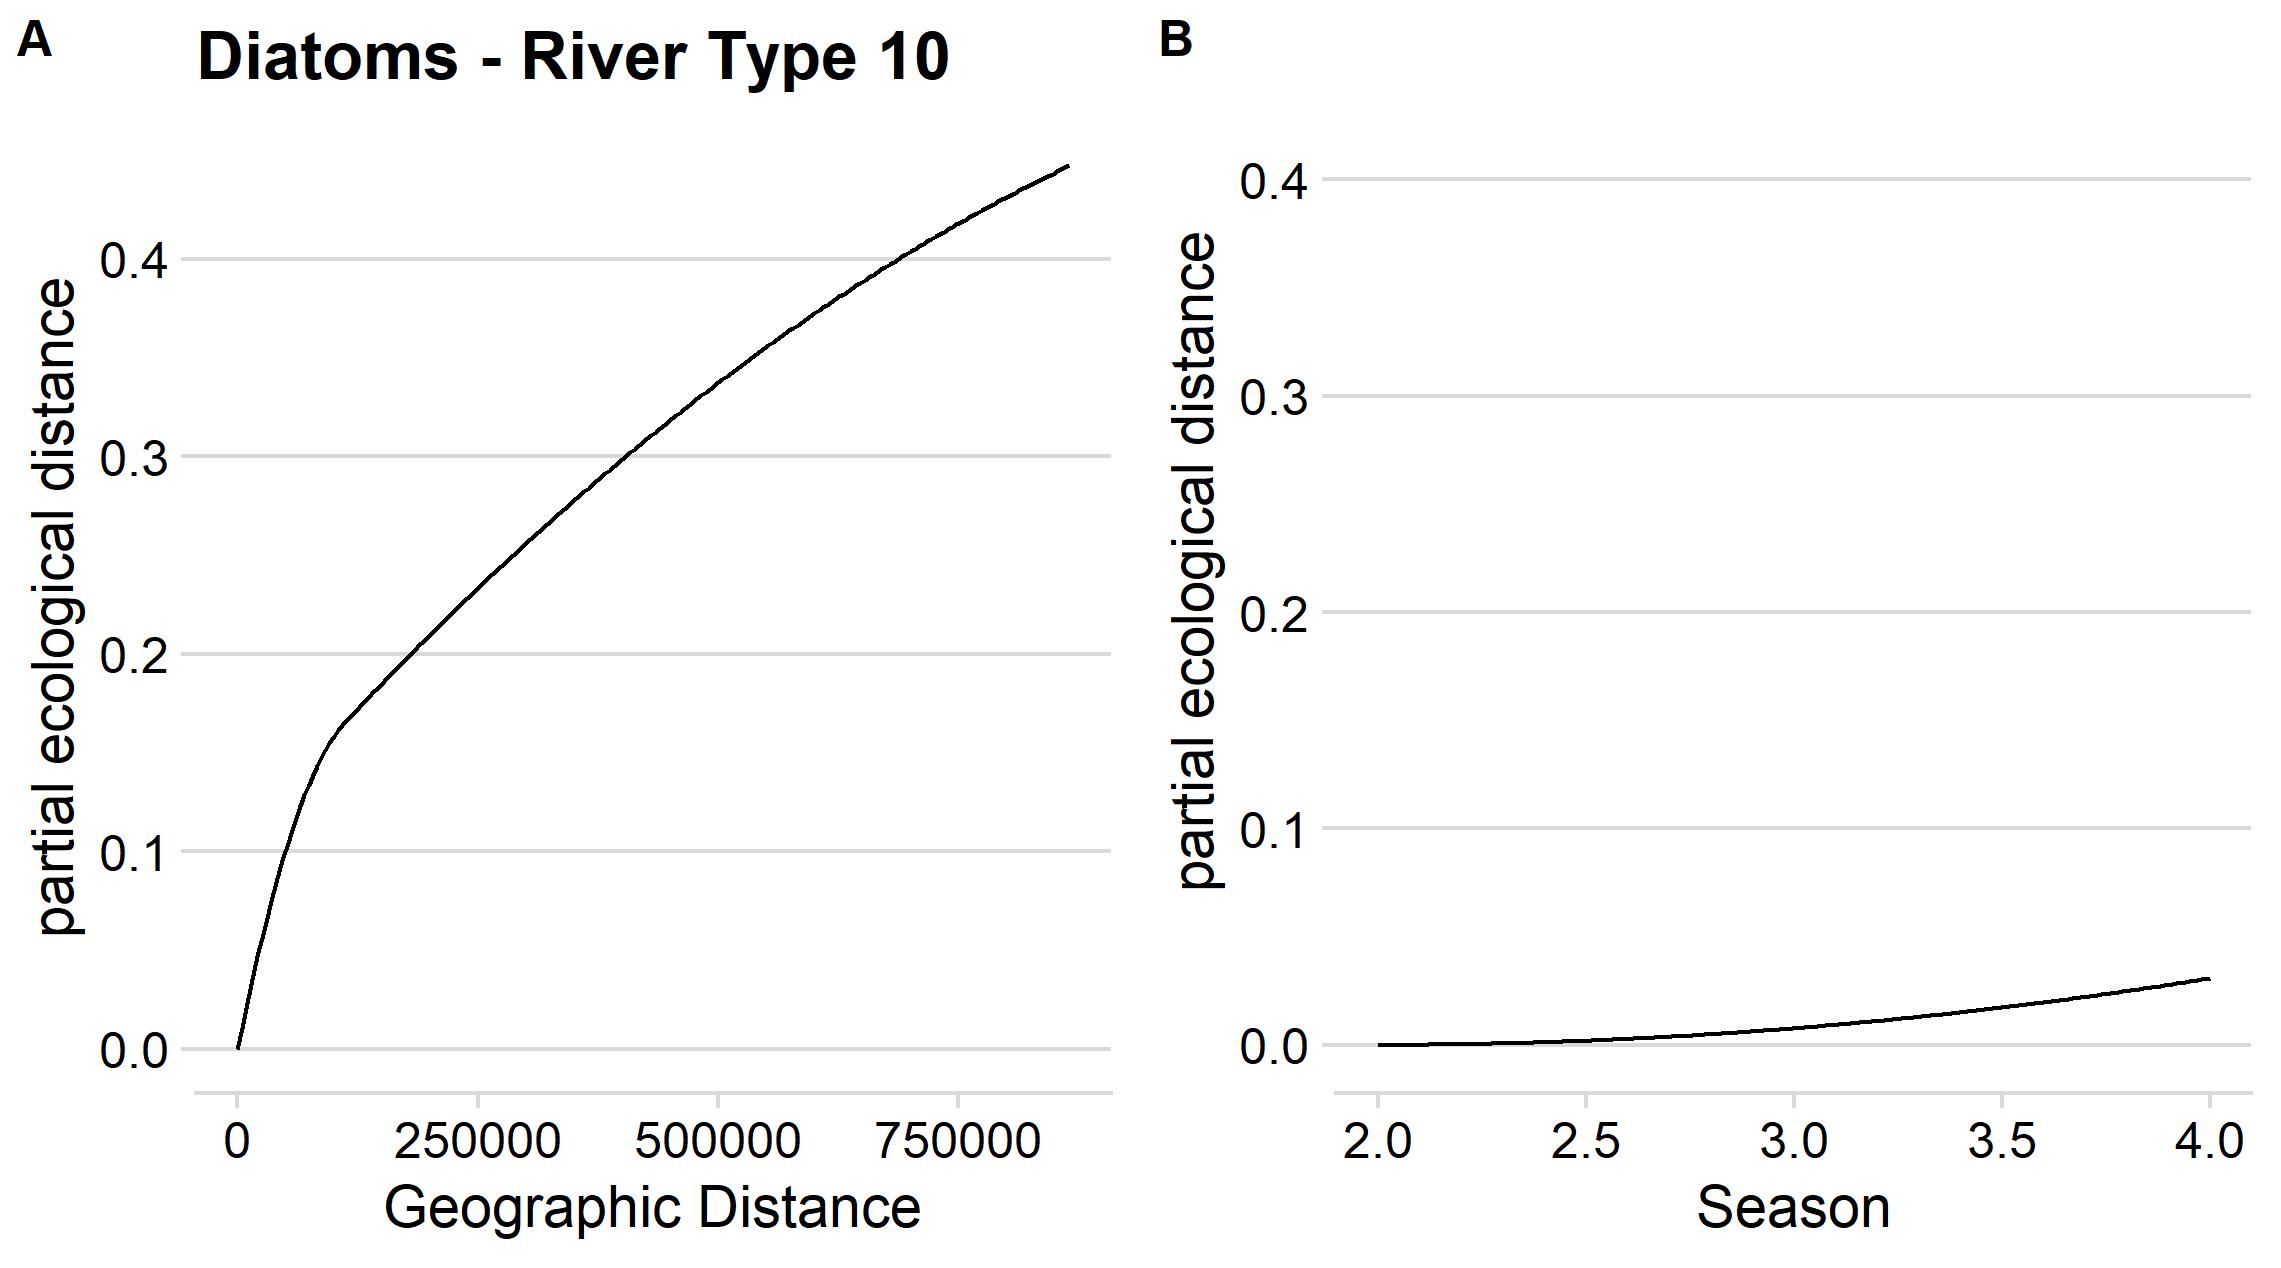 A
Diatoms - River Type 10
partial ecological distance
0.4
0.3
0.2
0.1
0.0
0 250000 500000 750000
Geographic Distance
B
partial ecological distance
0.4
0.3
0.2
0.1
0.0
2.0 2.5 3.0 3.5 4.0
Season